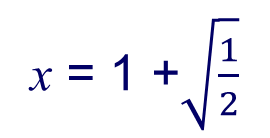 x = 1 + √(1/2)